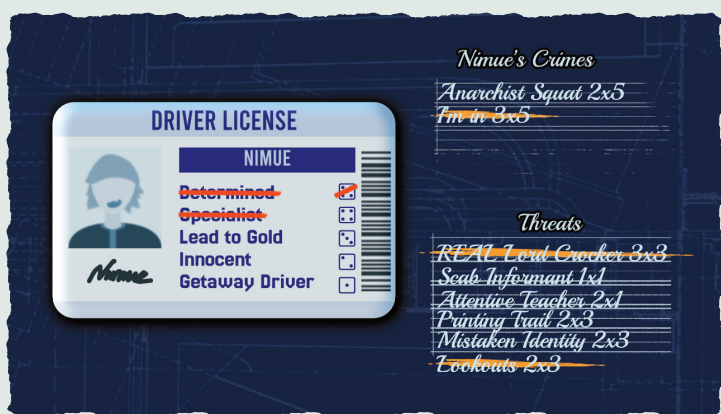 DRIVER LICENSE
NIMUE
Determined
Specialist
Lead to Gold
Innocent
Getaway Driver
Nimue
Nimue's Crimes
Anarchist Squat 2x5
I'm in 3x5
Threats
REAL Lord Crocker 3x3
Scab Informant 1x1
Attentive Teacher 2x1
Printing Trail 2x3
Mistaken Identity 2x3
Lookouts 2x3